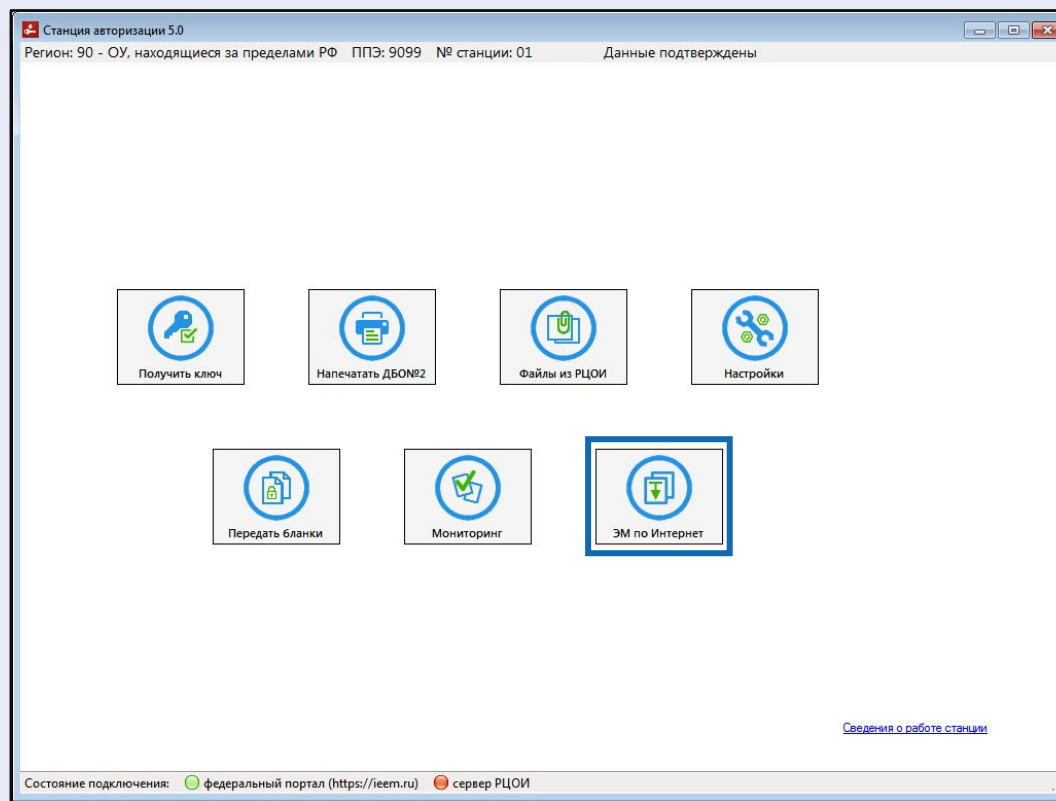 Станция авторизации 5.0
Регион: 90 - ОУ, находящиеся за пределами РФ ППЭ: 9099 № станции: 01 Данные подтверждены
Получить ключ
Напечатать ДБО№2
Файлы из РЦОИ
Настройки
Передать бланки
Мониторинг
ЭМ по Интернет
Сведения о работе станции
Состояние подключения: федеральный портал (https://ieem.ru) сервер РЦОИ